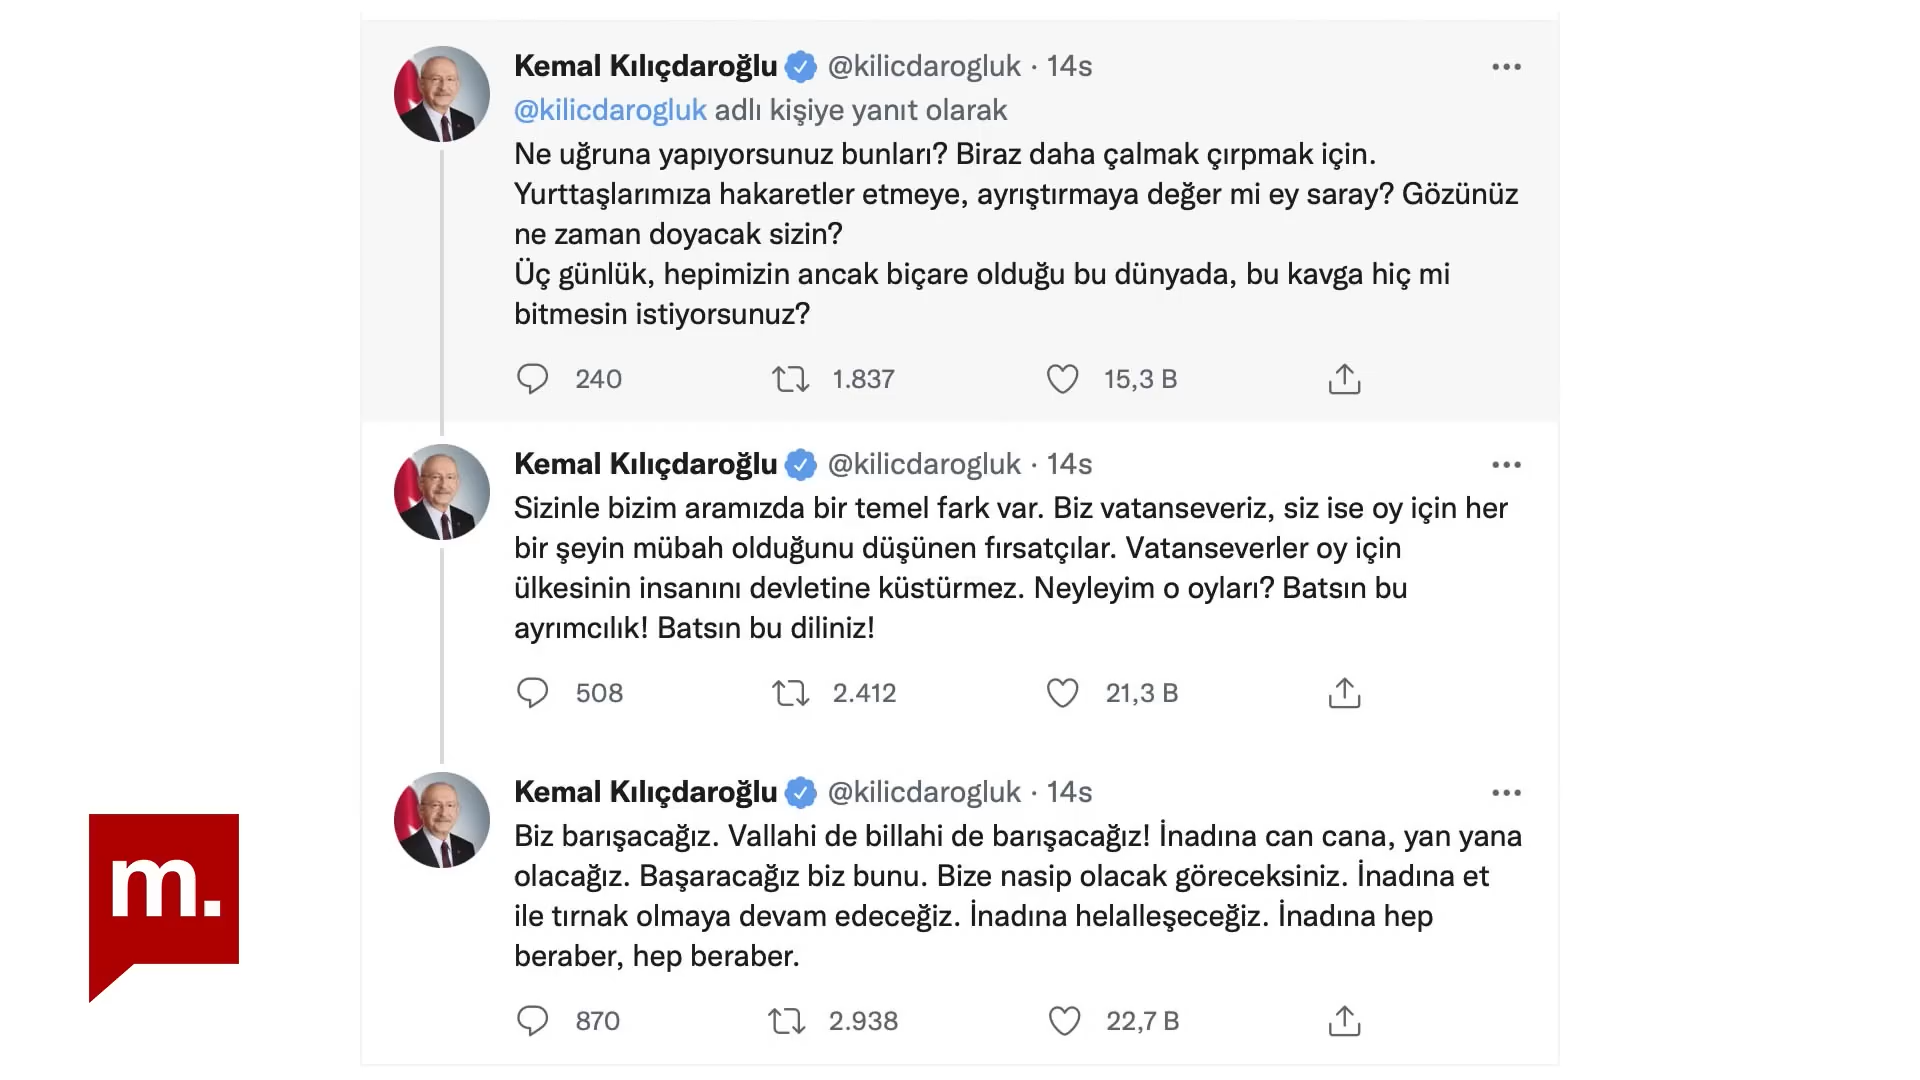 Kemal Kılıçdaroğlu @kilicdarogluk · 14s
@kilicdarogluk adlı kişiye yanıt olarak
Ne uğruna yapıyorsunuz bunları? Biraz daha çalmak çırpmak için.
Yurttaşlarımıza hakaretler etmeye, ayrıştırmaya değer mi ey saray? Gözünüz
ne zaman doyacak sizin?
Üç günlük, hepimizin ancak biçare olduğu bu dünyada, bu kavga hiç mi
bitmesin istiyorsunuz?
240 1.837 15,3 B
Kemal Kılıçdaroğlu @kilicdarogluk · 14s
Sizinle bizim aramızda bir temel fark var. Biz vatanseveriz, siz ise oy için her
bir şeyin mübah olduğunu düşünen fırsatçılar. Vatanseverler oy için
ülkesinin insanını devletine küstürmez. Neyleyim o oyları? Batsın bu
ayrımcılık! Batsın bu diliniz!
508 2.412 21,3 B
Kemal Kılıçdaroğlu @kilicdarogluk · 14s
Biz barışacağız. Vallahi de billahi de barışacağız! İnadına can cana, yan yana
olacağız. Başaracağız biz bunu. Bize nasip olacak göreceksiniz. İnadına et
ile tırnak olmaya devam edeceğiz. İnadına helalleşeceğiz. İnadına hep
beraber, hep beraber.
870 2.938 22,7 B
m.